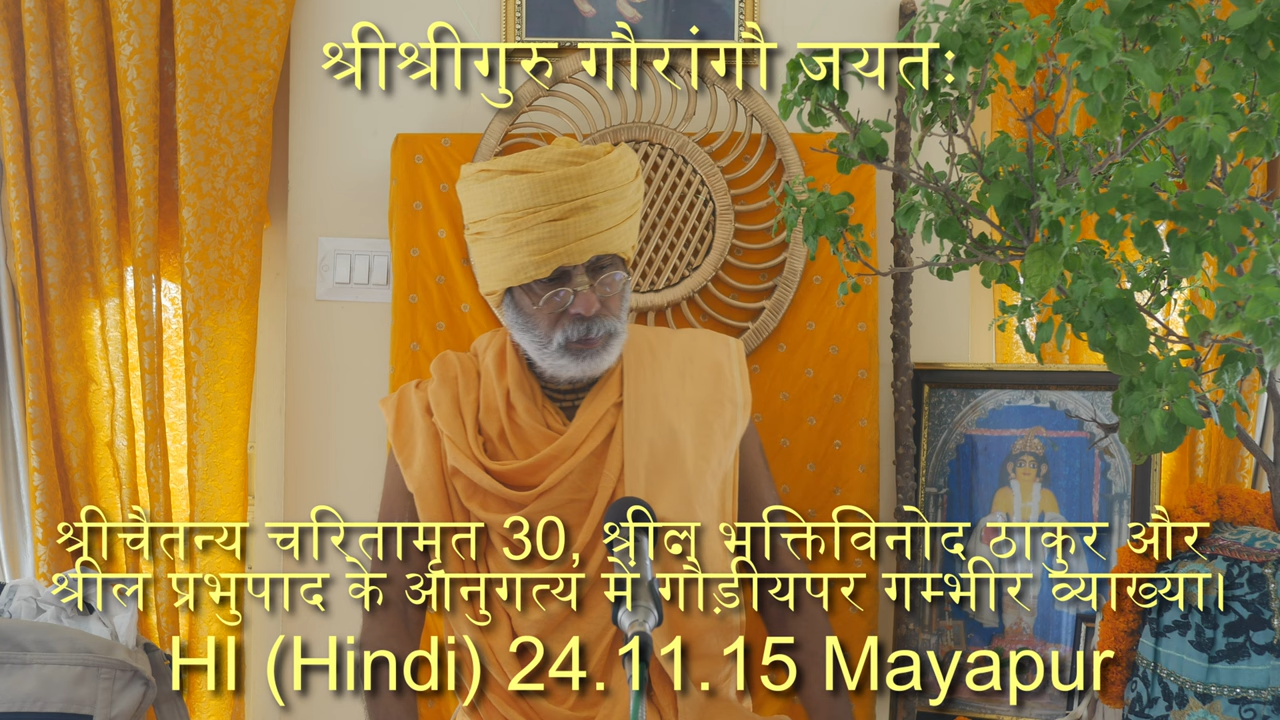 श्रीश्रीगुरु गौरांगौ जयतः
श्रीचैतन्य चरितामृत 30, श्रील भक्तिविनोद ठाकुर और
श्रील प्रभुपाद के आनुगत्य में गौड़ीयपर गम्भीर व्याख्या।
HI (Hindi) 24.11.15 Mayapur